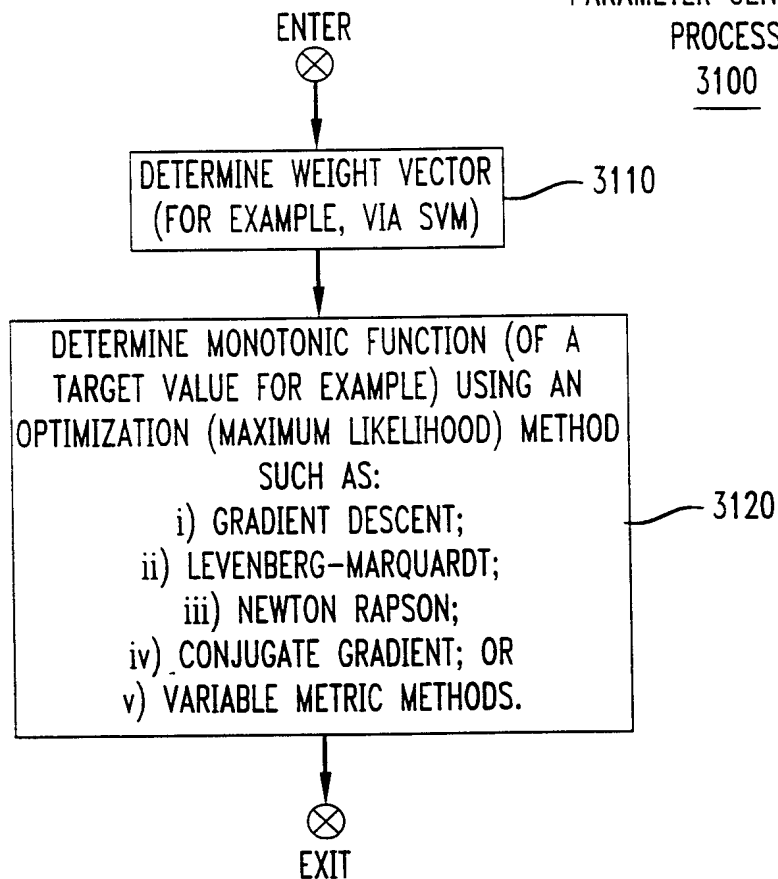 PARAMETER
PROCESS
3100
ENTER
DETERMINE WEIGHT VECTOR
(FOR EXAMPLE, VIA SVM)
3110
DETERMINE MONOTONIC FUNCTION (OF A
TARGET VALUE FOR EXAMPLE) USING AN
OPTIMIZATION (MAXIMUM LIKELIHOOD) METHOD
SUCH AS:
i) GRADIENT DESCENT;
ii) LEVENBERG-MARQUARDT;
iii) NEWTON RAPSON;
iv) CONJUGATE GRADIENT; OR
v) VARIABLE METRIC METHODS.
3120
EXIT